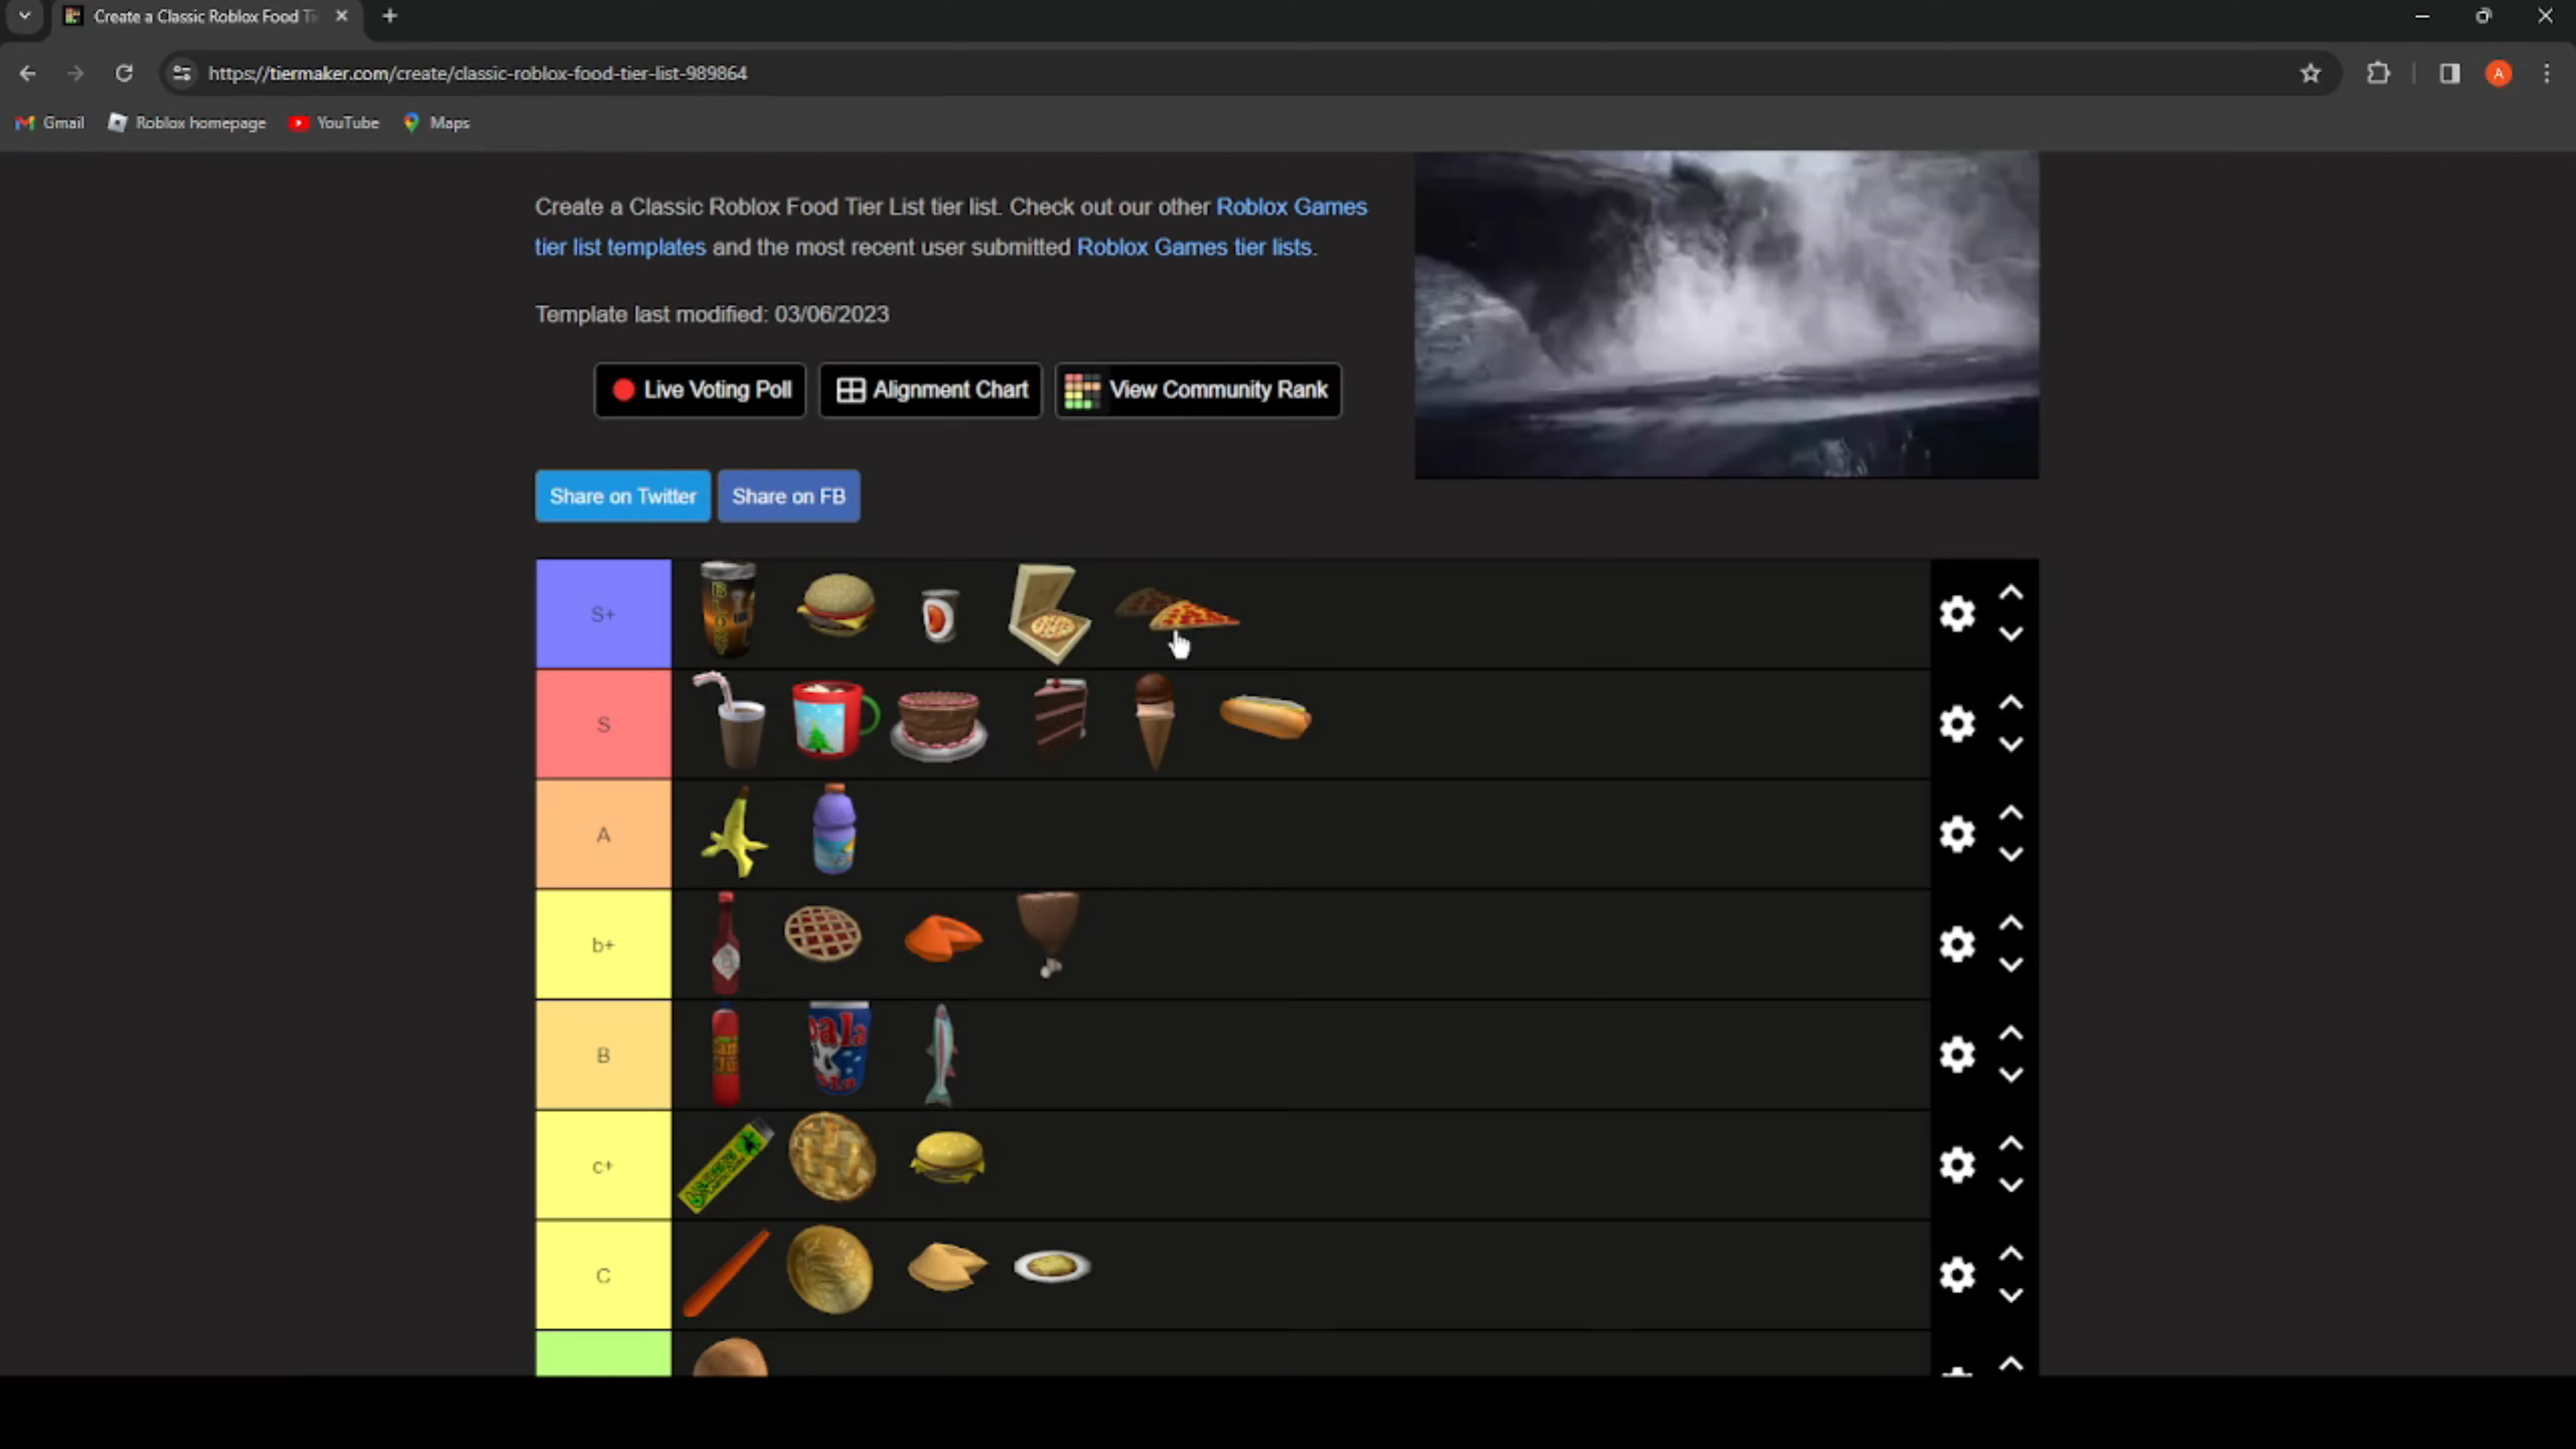 Create a Classic Roblox Food Ti
https://tiermaker.com/create/classic-roblox-food-tier-list-989864
A
Gmail
Roblox homepage
YouTube
Maps
Create a Classic Roblox Food Tier List tier list. Check out our other Roblox Games
tier list templates and the most recent user submitted Roblox Games tier lists.
Template last modified: 03/06/2023
Live Voting Poll
Alignment Chart
View Community Rank
Share on Twitter
Share on FB
S+
S
A
b+
B
c+
C